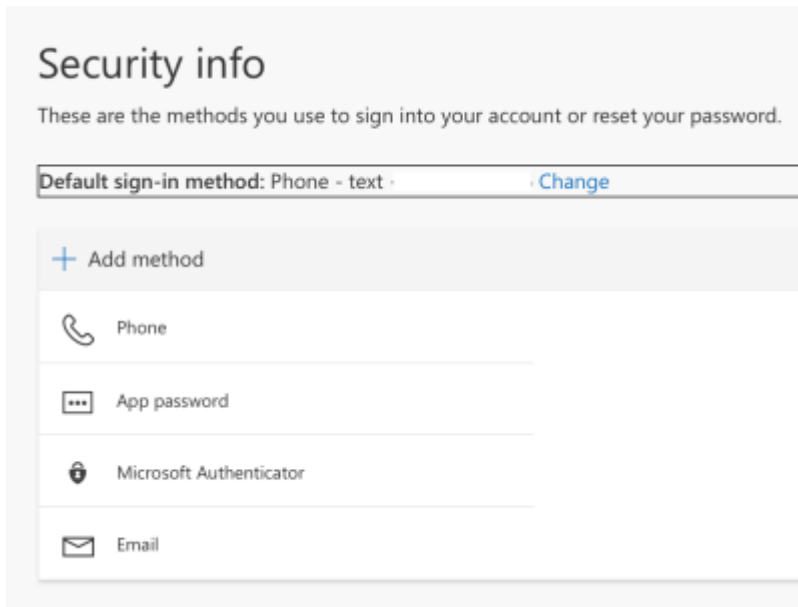 Security info
These are the methods you use to sign into your account or reset your password.
Default sign-in method: Phone - text - Change
Add method
Phone
App password
Microsoft Authenticator
Email